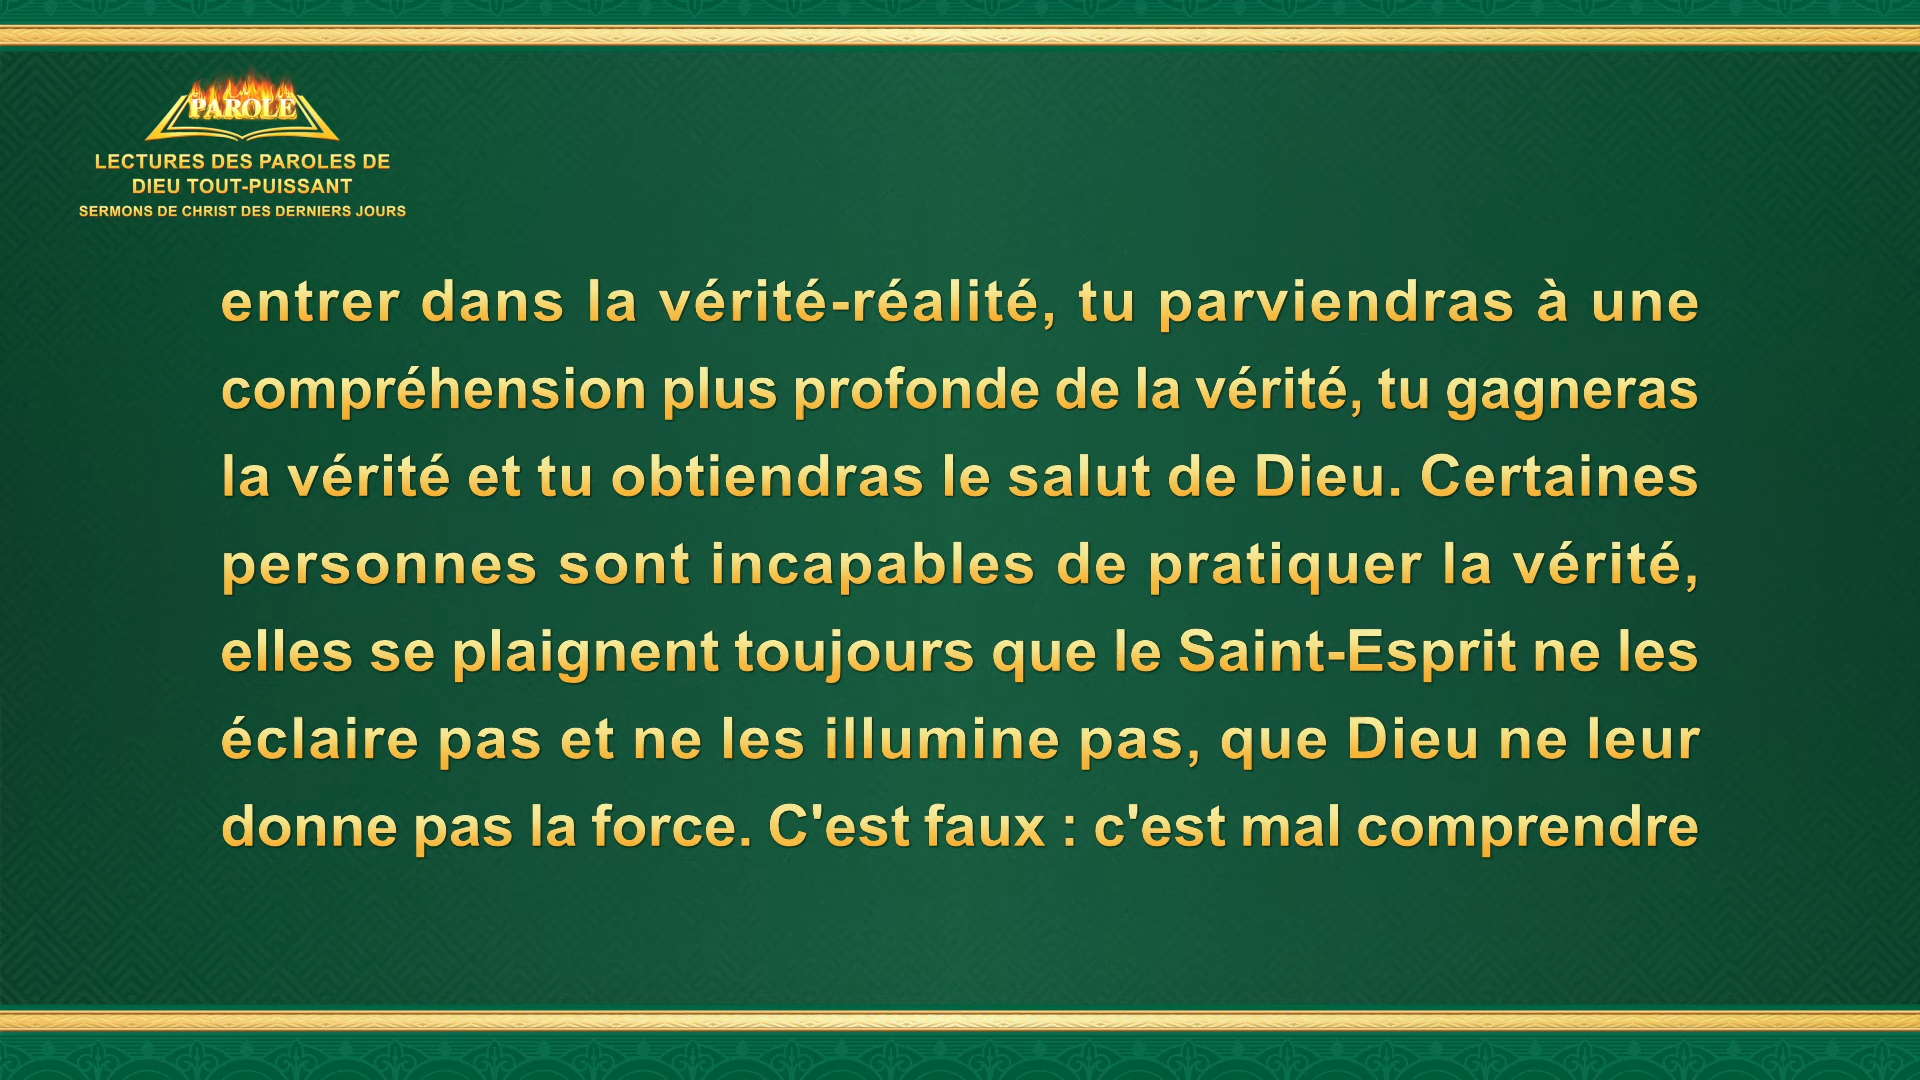 PAROLE
LECTURES DES PAROLES DE
DIEU TOUT-PUISSANT
SERMONS DE CHRIST DES DERNIERS JOURS
entrer dans la vérité-réalité, tu parviendras à une
compréhension plus profonde de la vérité, tu gagneras
la vérité et tu obtiendras le salut de Dieu. Certaines
personnes sont incapables de pratiquer la vérité,
elles se plaignent toujours que le Saint-Esprit ne les
éclaire pas et ne les illumine pas, que Dieu ne leur
donne pas la force. C'est faux : c'est mal comprendre